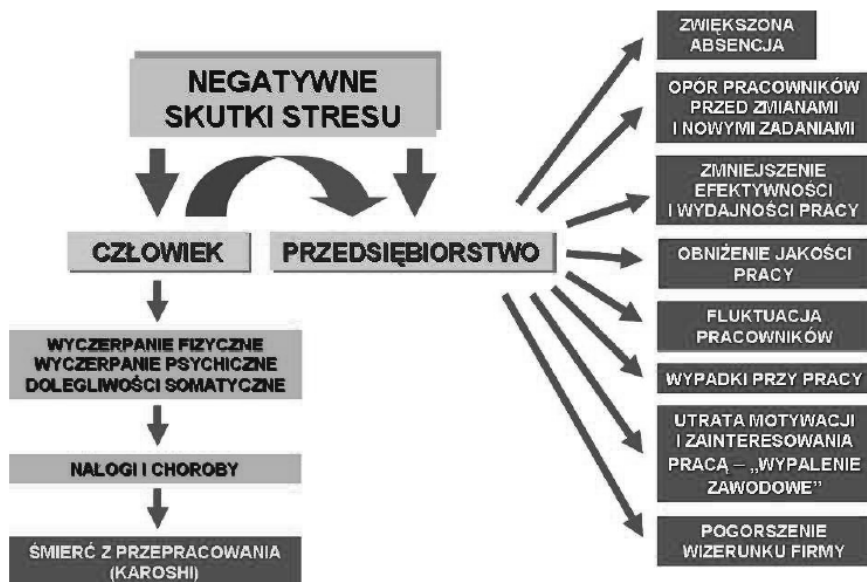 NEGATYWNE
SKUTKI STRESU
CZŁOWIEK
PRZEDSIĘBIORSTWO
WYCZERPANIE FIZYCZNE
WYCZERPANIE PSYCHICZNE
DOLEGLIWOŚCI SOMATYCZNE
NAŁOGI I CHOROBY
ŚMIERĆ Z PRZEPRACOWANIA
(KAROSHI)
ZWIĘKSZONA
ABSENCJA
OPÓR PRACOWNIKÓW
PRZED ZMIANAMI
I NOWYMI ZADANIAMI
ZMNIEJSZENIE
EFEKTYWNOŚCI
I WYDAJNOŚCI PRACY
OBNIŻENIE JAKOŚCI
PRACY
FLUKTUACJA
PRACOWNIKÓW
WYPADKI PRZY PRACY
UTRATA MOTYWACJI
I ZAINTERESOWANIA
PRACĄ – „WYPALENIE
ZAWODOWE”
POGORSZENIE
WIZERUNKU FIRMY